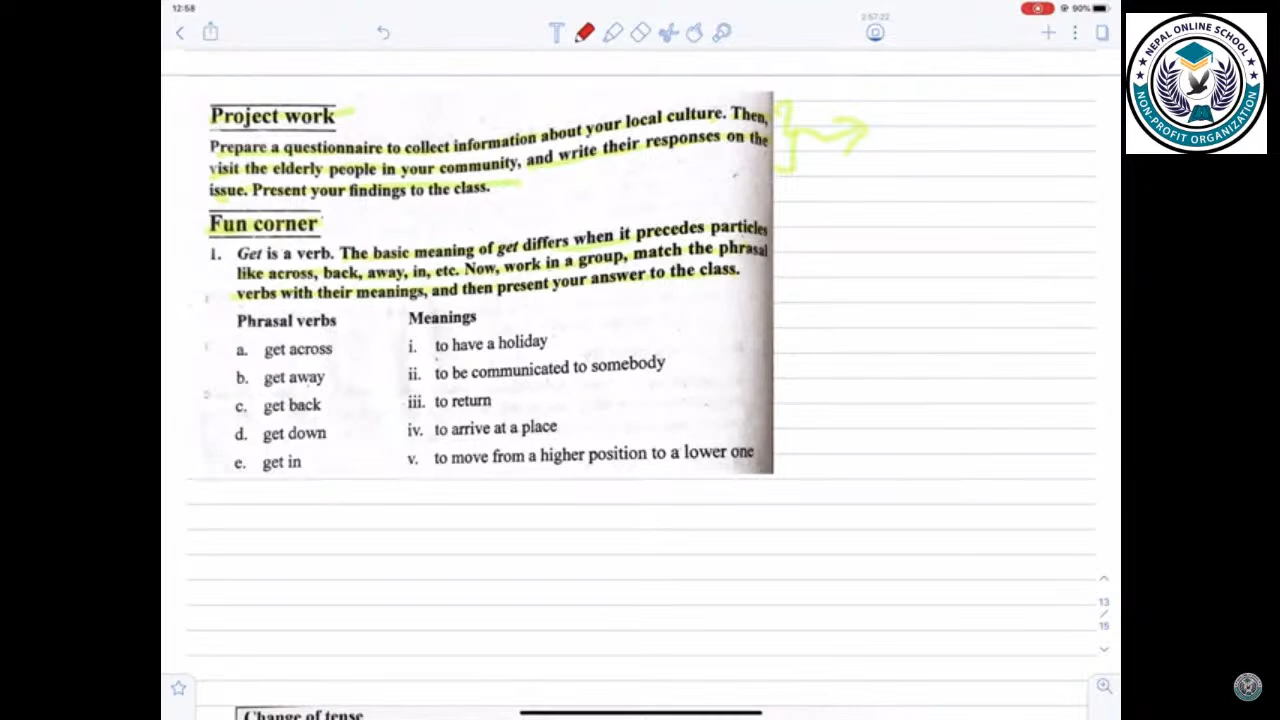 12:58
90%
2:57:22
T
NEPAL ONLINE SCHOOL
NON-PROFIT ORGANIZATION
Project work
Prepare a questionnaire to collect information about your local culture. Then,
visit the elderly people in your community, and write their responses on the
issue. Present your findings to the class.
Fun corner
1. Get is a verb. The basic meaning of get differs when it precedes particles
like across, back, away, in, etc. Now, work in a group, match the phrasal
verbs with their meanings, and then present your answer to the class.
Phrasal verbs Meanings
a. get across i. to have a holiday
b. get away ii. to be communicated to somebody
c. get back iii. to return
d. get down iv. to arrive at a place
e. get in v. to move from a higher position to a lower one
13
/
15
Change of tense